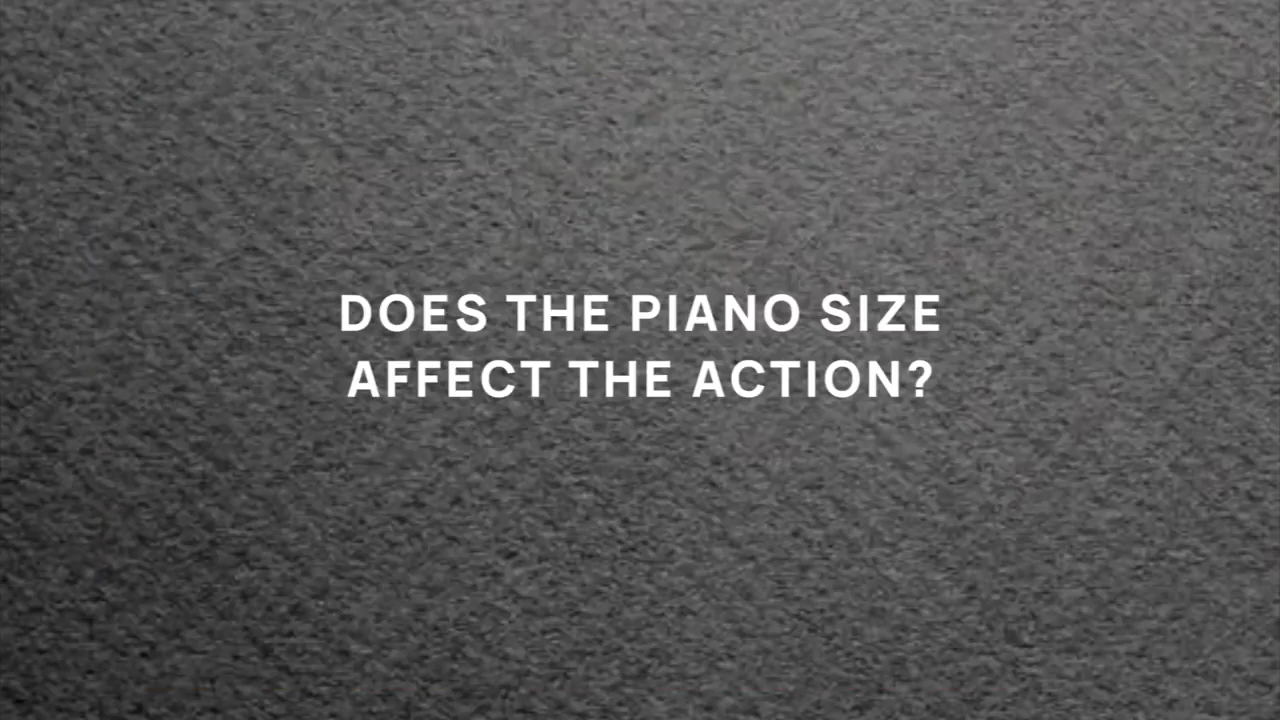 DOES THE PIANO SIZE
AFFECT THE ACTION?